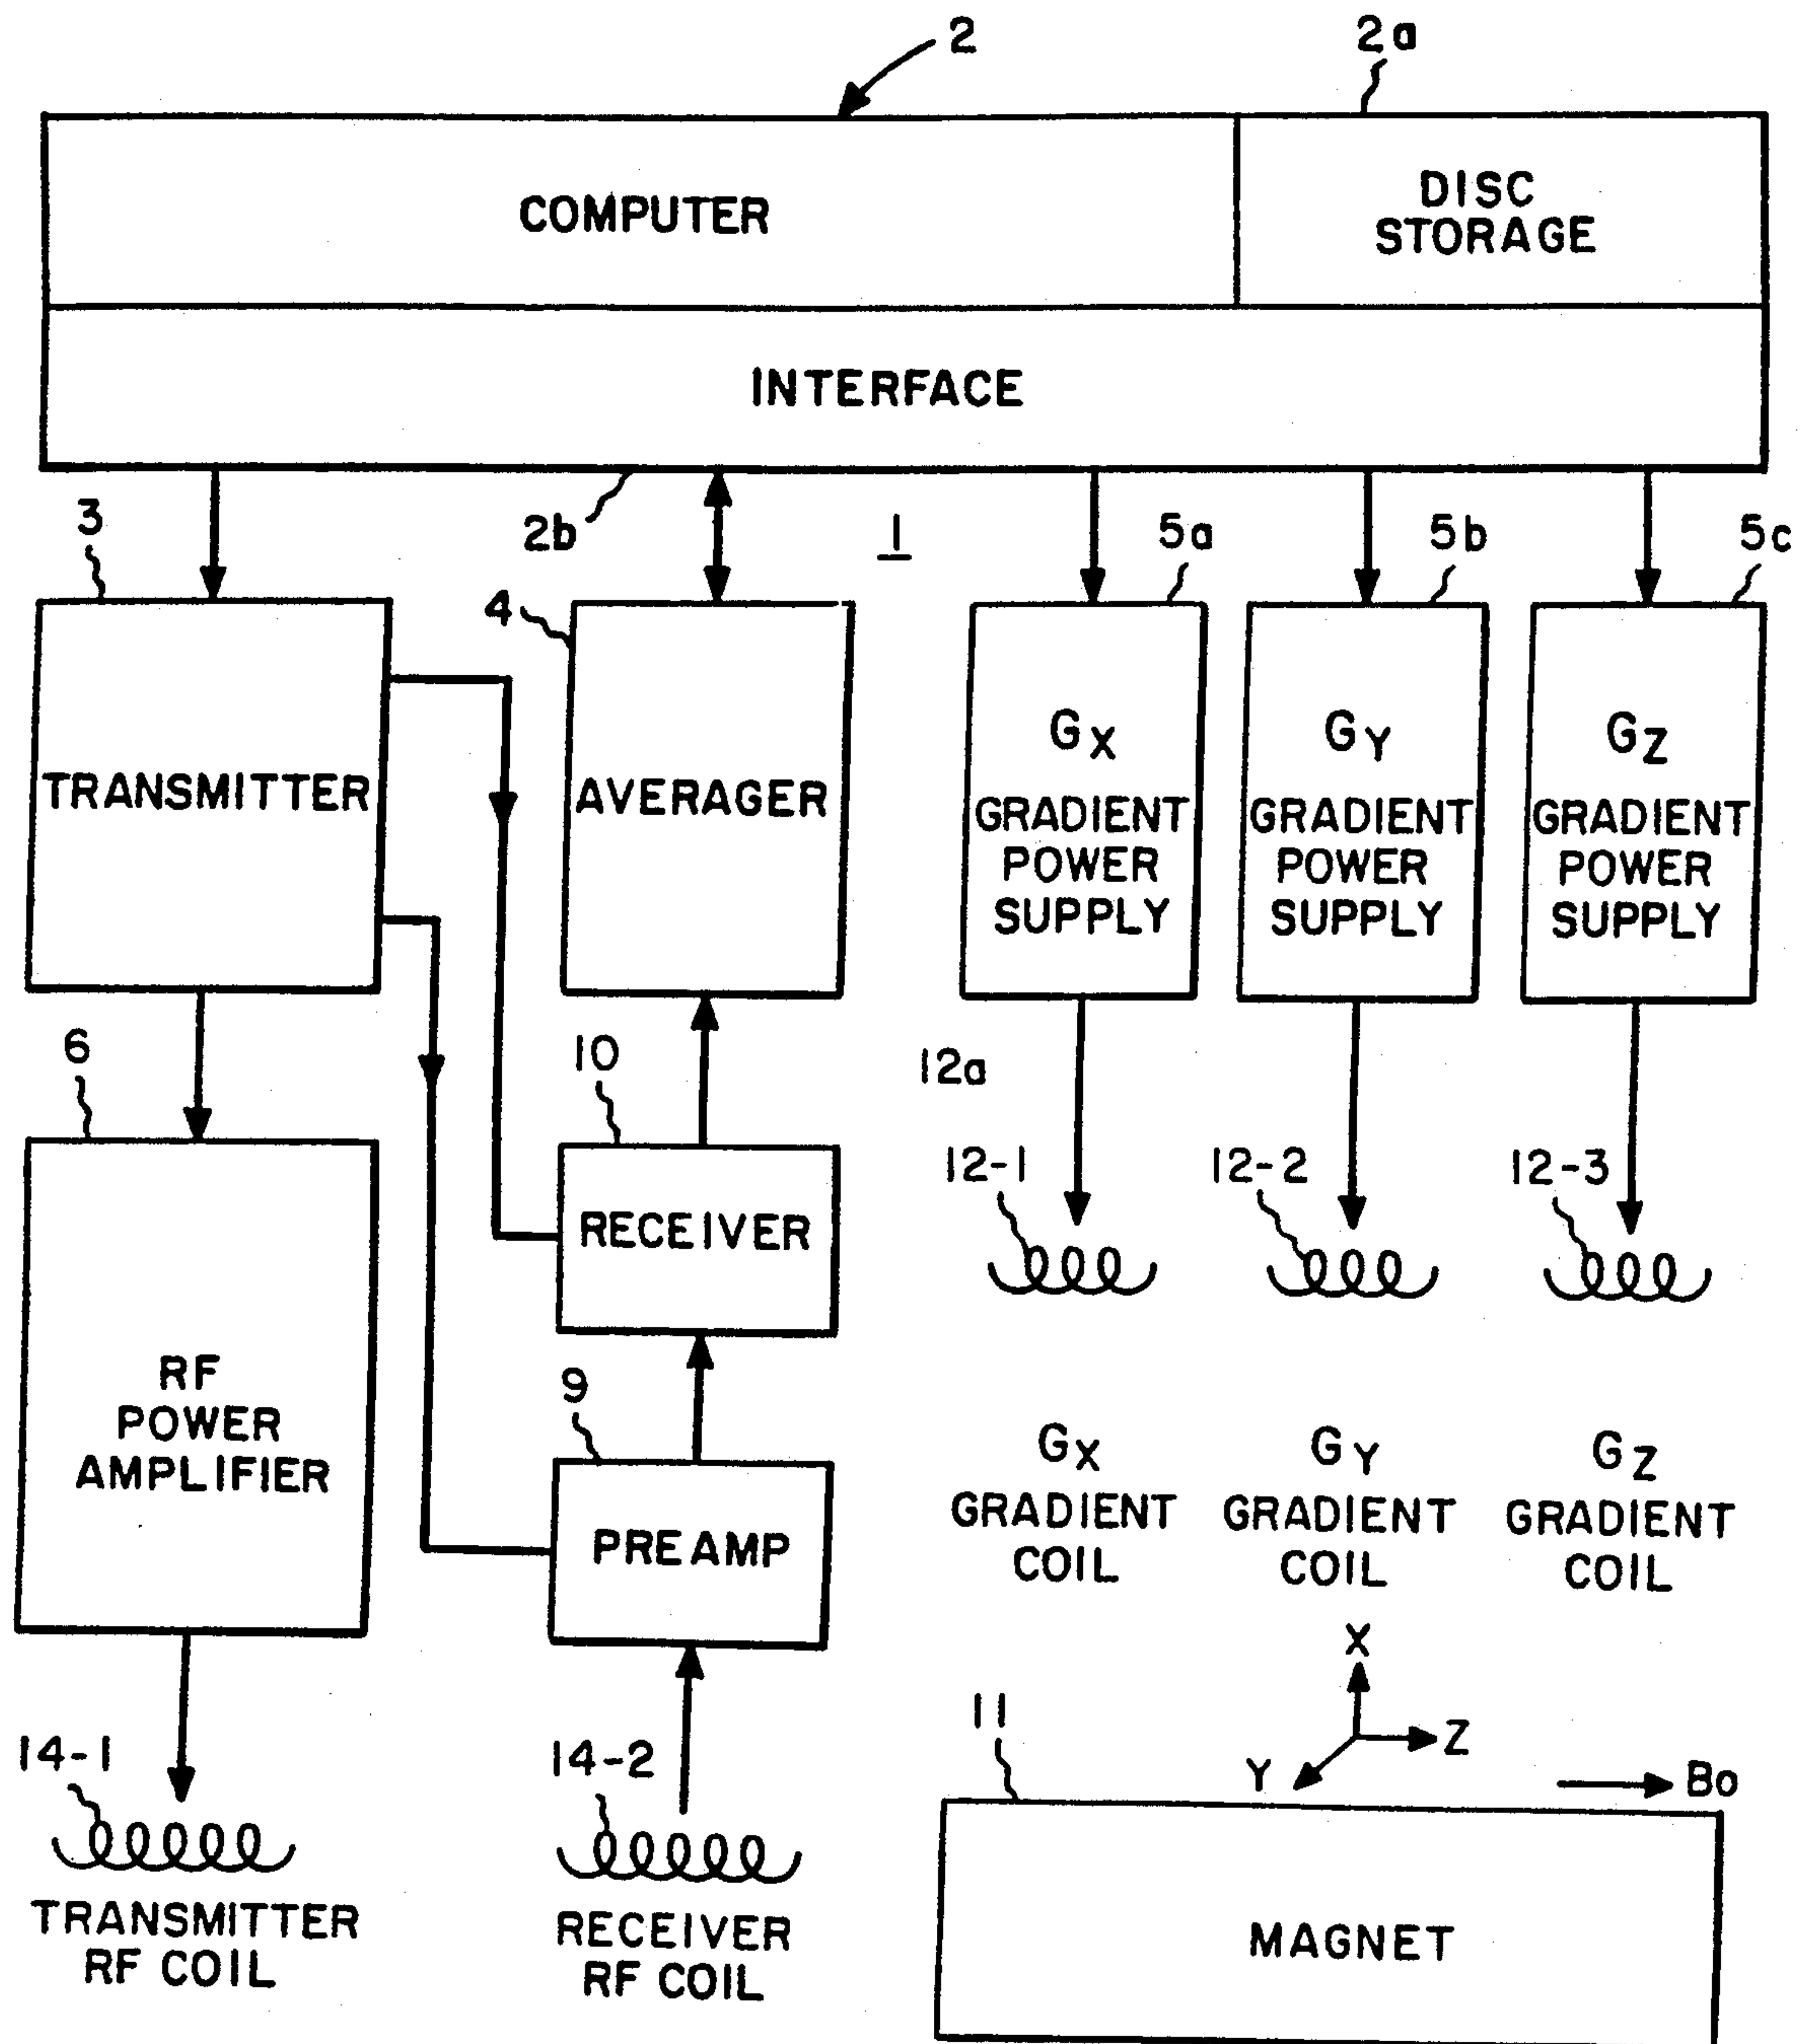 2
2a
COMPUTER
DISC
STORAGE
INTERFACE
3
2b
1
5a
5b
5c
4
TRANSMITTER
AVERAGER
GX
GRADIENT
POWER
SUPPLY
GY
GRADIENT
POWER
SUPPLY
GZ
GRADIENT
POWER
SUPPLY
6
10
12a
12-1
12-2
12-3
RECEIVER
RF
POWER
AMPLIFIER
9
PREAMP
GX
GRADIENT
COIL
GY
GRADIENT
COIL
GZ
GRADIENT
COIL
X
Z
Y
Bo
11
14-1
14-2
TRANSMITTER
RF COIL
RECEIVER
RF COIL
MAGNET